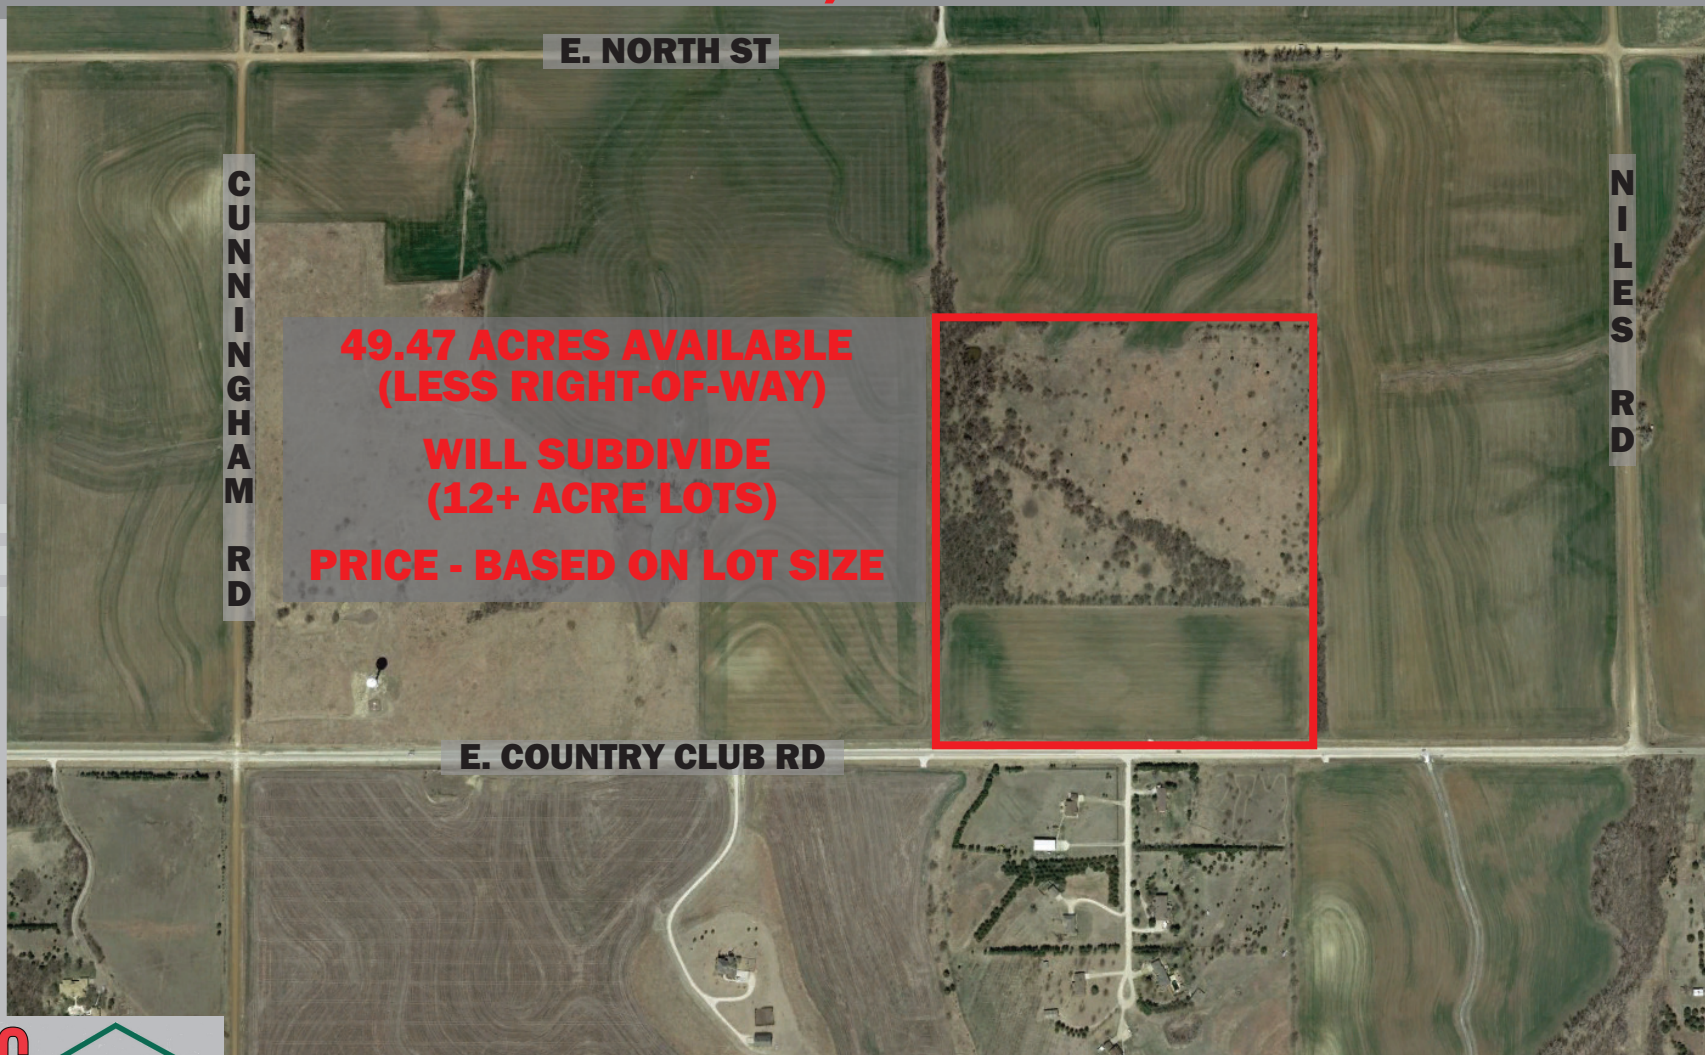 E. NORTH ST
CUNNINGHAM RD
NILES RD
49.47 ACRES AVAILABLE
(LESS RIGHT-OF-WAY)
WILL SUBDIVIDE
(12+ ACRE LOTS)
PRICE - BASED ON LOT SIZE
E. COUNTRY CLUB RD